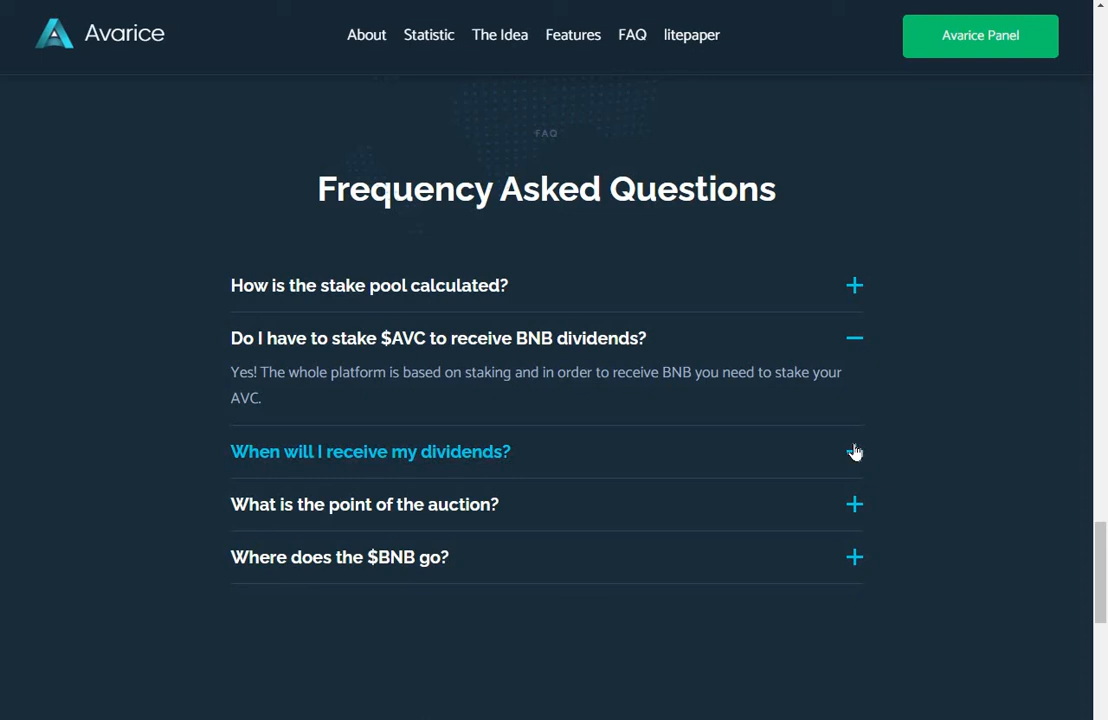 Avarice
About Statistic The Idea Features FAQ litepaper
Avarice Panel
FAQ
Frequency Asked Questions
How is the stake pool calculated?
Do I have to stake $AVC to receive BNB dividends?
Yes! The whole platform is based on staking and in order to receive BNB you need to stake your
AVC.
When will I receive my dividends?
What is the point of the auction?
Where does the $BNB go?